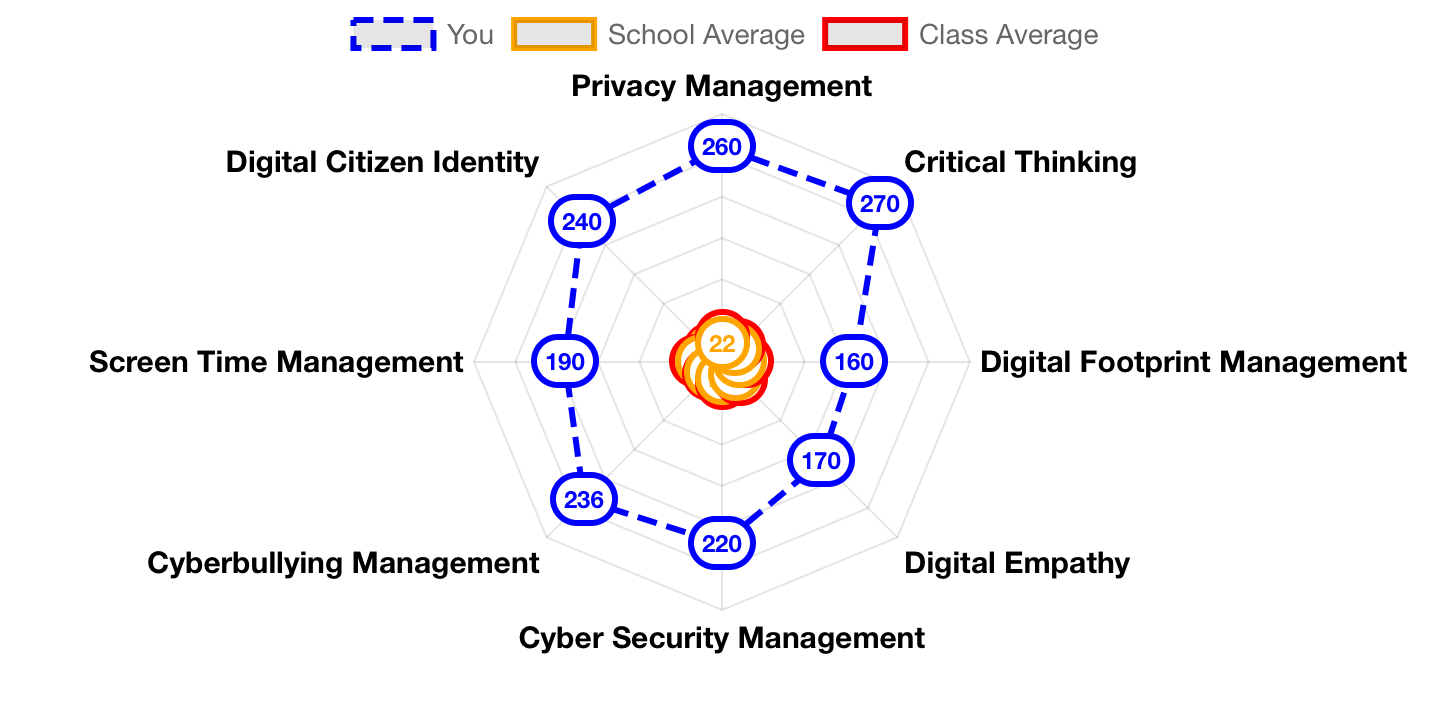 You School Average Class Average
Privacy Management
Digital Citizen Identity
Critical Thinking
260
270
240
22
Screen Time Management
190
160
Digital Footprint Management
170
236
220
Cyberbullying Management
Digital Empathy
Cyber Security Management